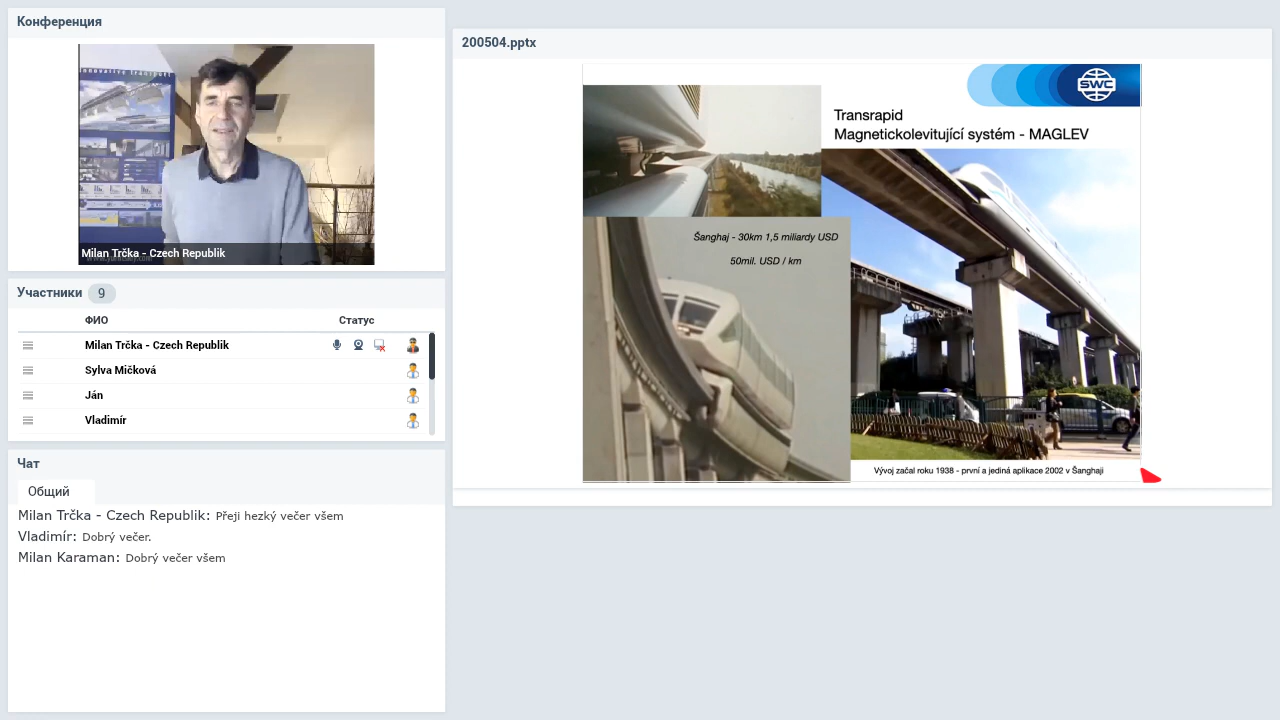 Конференция
Innovative Transport
Milan Trčka - Czech Republik
Участники 9
ФИО Статус
Milan Trčka - Czech Republik
Sylva Mičková
Ján
Vladimír
Чат
Общий
Milan Trčka - Czech Republik: Přeji hezký večer všem
Vladimír: Dobrý večer.
Milan Karaman: Dobrý večer všem
200504.pptx
SWC
Transrapid
Magnetickolevitující systém - MAGLEV
Šanghaj - 30km 1,5 miliardy USD
50mil. USD / km
Vývoj začal roku 1938 - první a jediná aplikace 2002 v Šanghaji